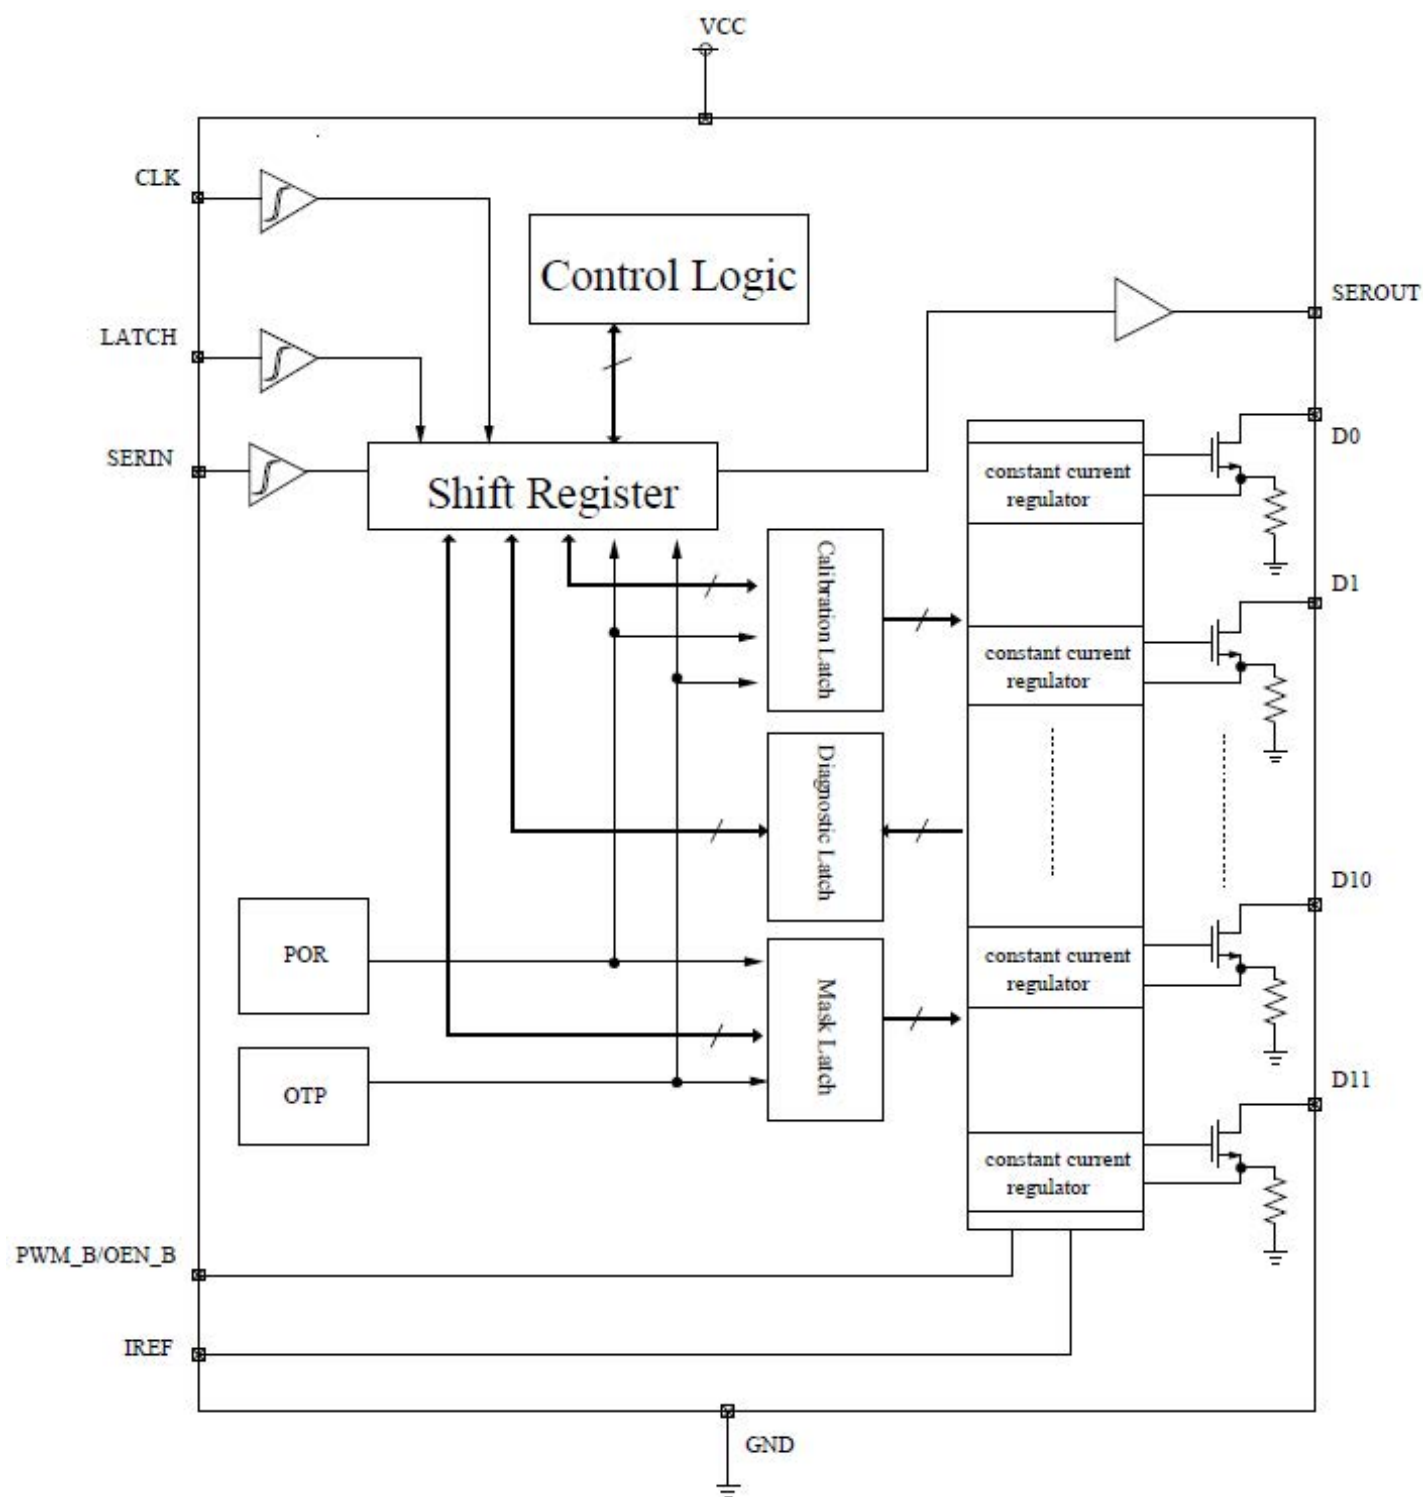 VCC
CLK
Control Logic
SEROUT
LATCH
D0
SERIN
Shift Register
constant current
regulator
Calibration Latch
D1
constant current
regulator
Diagnostic Latch
D10
POR
constant current
regulator
Mask Latch
OTP
D11
constant current
regulator
PWM_B/OEN_B
IREF
GND